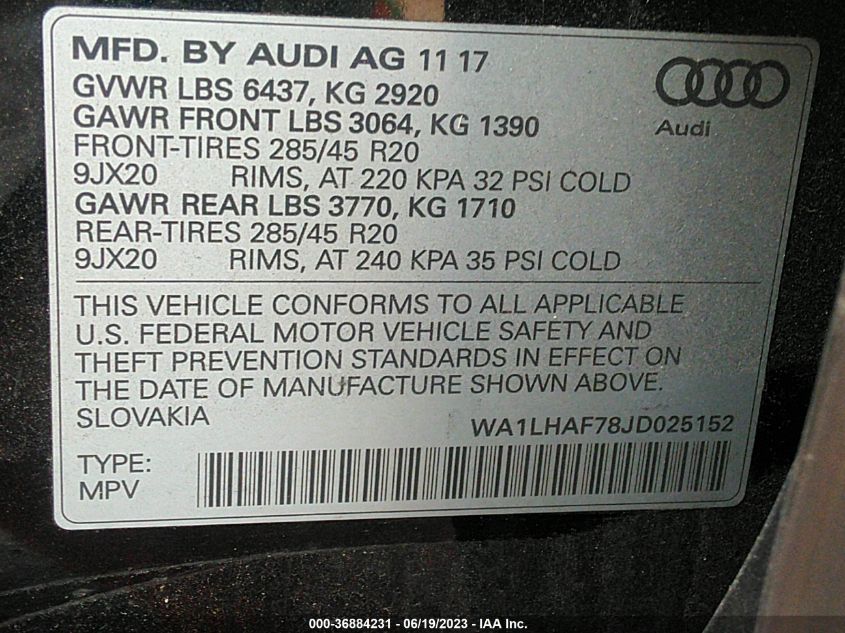 MFD. BY AUDI AG 11 17
GVWR LBS 6437, KG 2920
GAWR FRONT LBS 3064, KG 1390
FRONT-TIRES 285/45 R20
9JX20 RIMS, AT 220 KPA 32 PSI COLD
GAWR REAR LBS 3770, KG 1710
REAR-TIRES 285/45 R20
9JX20 RIMS, AT 240 KPA 35 PSI COLD
Audi
THIS VEHICLE CONFORMS TO ALL APPLICABLE
U.S. FEDERAL MOTOR VEHICLE SAFETY AND
THEFT PREVENTION STANDARDS IN EFFECT ON
THE DATE OF MANUFACTURE SHOWN ABOVE.
SLOVAKIA
WA1LHAF78JD025152
TYPE:
MPV
000-36884231 - 06/19/2023 - IAA Inc.